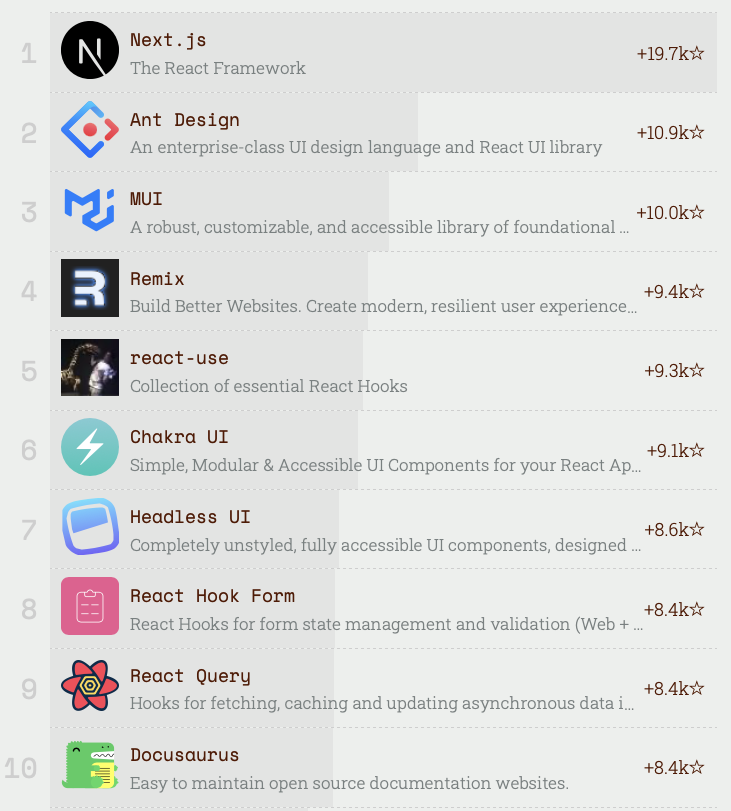 1
Next.js
The React Framework
+19.7k☆
2
Ant Design
An enterprise-class UI design language and React UI library
+10.9k☆
3
MUI
A robust, customizable, and accessible library of foundational ...
+10.0k☆
4
Remix
Build Better Websites. Create modern, resilient user experience...
+9.4k☆
5
react-use
Collection of essential React Hooks
+9.3k☆
6
Chakra UI
Simple, Modular & Accessible UI Components for your React Ap...
+9.1k☆
7
Headless UI
Completely unstyled, fully accessible UI components, designed ...
+8.6k☆
8
React Hook Form
React Hooks for form state management and validation (Web + ...
+8.4k☆
9
React Query
Hooks for fetching, caching and updating asynchronous data i...
+8.4k☆
10
Docusaurus
Easy to maintain open source documentation websites.
+8.4k☆